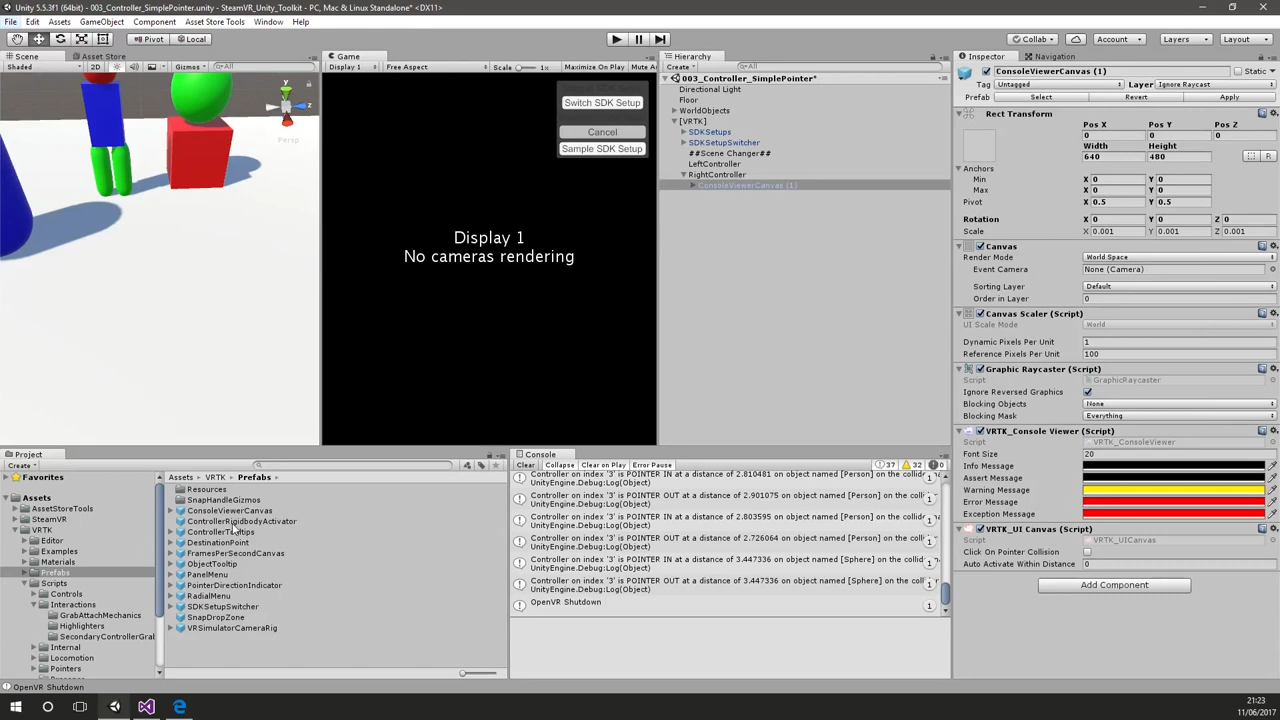 Unity 5.5.3f1 (64bit) - 003_Controller_SimplePointer.unity - SteamVR_Unity_Toolkit - PC, Mac & Linux Standalone* <DX11>
File Edit Assets GameObject Component Asset Store Tools Window Help
Pivot Local Collab Account Layers Layout
Scene Asset Store
Shaded 2D Gizmos All
y
x
z
Persp
Game
Display 1 Free Aspect Scale 1x Maximize On Play Mute Au
Switch SDK Setup
Cancel
Sample SDK Setup
Display 1
No cameras rendering
Hierarchy
Create All
003_Controller_SimplePointer*
Directional Light
Floor
WorldObjects
[VRTK]
SDKSetups
SDKSetupSwitcher
##Scene Changer##
LeftController
RightController
ConsoleViewerCanvas (1)
Inspector Navigation
ConsoleViewerCanvas (1) Static
Tag Untagged Layer Ignore Raycast
Prefab Select Revert Apply
Rect Transform
Pos X Pos Y Pos Z
0 0 0
Width Height
640 480 R
Anchors
Min X 0 Y 0
Max X 0 Y 0
Pivot X 0.5 Y 0.5
Rotation X 0 Y 0 Z 0
Scale X 0.001 Y 0.001 Z 0.001
Canvas
Render Mode World Space
Event Camera None (Camera)
Sorting Layer Default
Order in Layer 0
Canvas Scaler (Script)
UI Scale Mode World
Dynamic Pixels Per Unit 1
Reference Pixels Per Unit 100
Graphic Raycaster (Script)
Script GraphicRaycaster
Ignore Reversed Graphics
Blocking Objects None
Blocking Mask Everything
VRTK_Console Viewer (Script)
Script VRTK_ConsoleViewer
Font Size 20
Info Message
Assert Message
Warning Message
Error Message
Exception Message
VRTK_UI Canvas (Script)
Script VRTK_UICanvas
Click On Pointer Collision
Auto Activate Within Distance 0
Add Component
Project
Create
Favorites
Assets
AssetStoreTools
SteamVR
VRTK
Editor
Examples
Materials
Prefabs
Scripts
Controls
Interactions
GrabAttachMechanics
Highlighters
SecondaryControllerGrab
Internal
Locomotion
Pointers
Assets VRTK Prefabs
Resources
SnapHandleGizmos
ConsoleViewerCanvas
ControllerRigidbodyActivator
ControllerTooltips
DestinationPoint
FramesPerSecondCanvas
ObjectTooltip
PanelMenu
PointerDirectionIndicator
RadialMenu
SDKSetupSwitcher
SnapDropZone
VRSimulatorCameraRig
Console
Clear Collapse Clear on Play Error Pause 37 32 0
Controller on index '3' is POINTER IN at a distance of 2.810481 on object named [Person] on the col 1
UnityEngine.Debug:Log(Object)
Controller on index '3' is POINTER OUT at a distance of 2.901075 on object named [Person] on the 1
UnityEngine.Debug:Log(Object)
Controller on index '3' is POINTER IN at a distance of 2.803595 on object named [Person] on the col 1
UnityEngine.Debug:Log(Object)
Controller on index '3' is POINTER OUT at a distance of 2.726064 on object named [Person] on the 1
UnityEngine.Debug:Log(Object)
Controller on index '3' is POINTER IN at a distance of 3.447336 on object named [Sphere] on the col 1
UnityEngine.Debug:Log(Object)
Controller on index '3' is POINTER OUT at a distance of 3.447336 on object named [Sphere] on the 1
UnityEngine.Debug:Log(Object)
OpenVR Shutdown 1
OpenVR Shutdown
21:23
11/06/2017